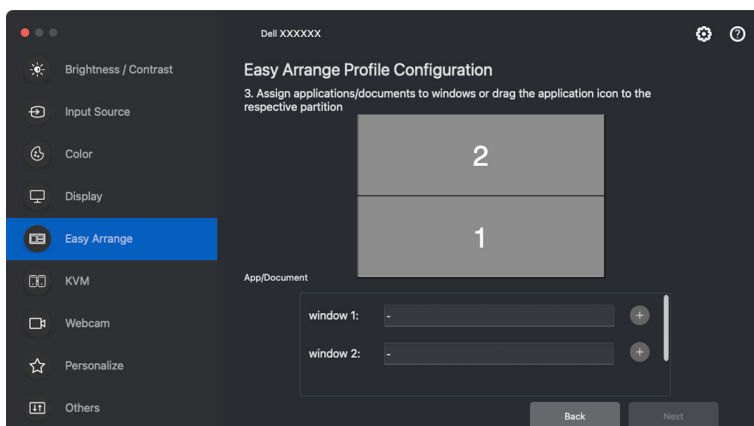 Dell XXXXXX
Brightness / Contrast
Input Source
Color
Display
Easy Arrange
KVM
Webcam
Personalize
Others
Easy Arrange Profile Configuration
3. Assign applications/documents to windows or drag the application icon to the
respective partition
2
1
App/Document
window 1: -
window 2: -
Back Next